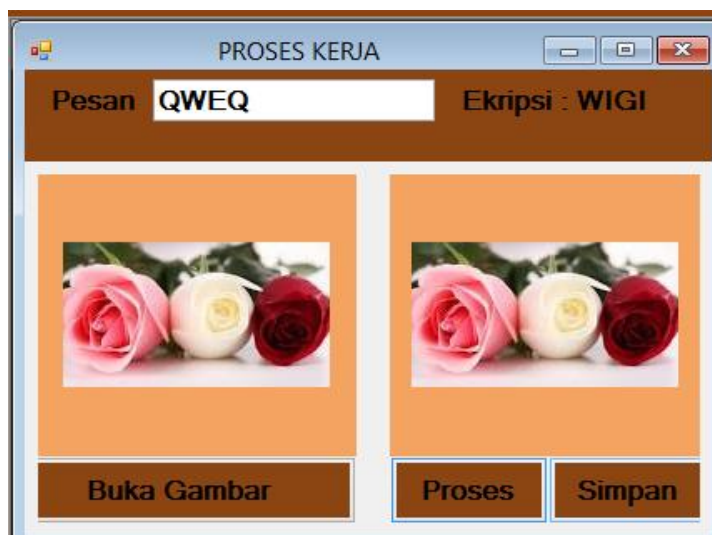 PROSES KERJA
Pesan QWEQ Ekripsi : WIGI
Buka Gambar Proses Simpan